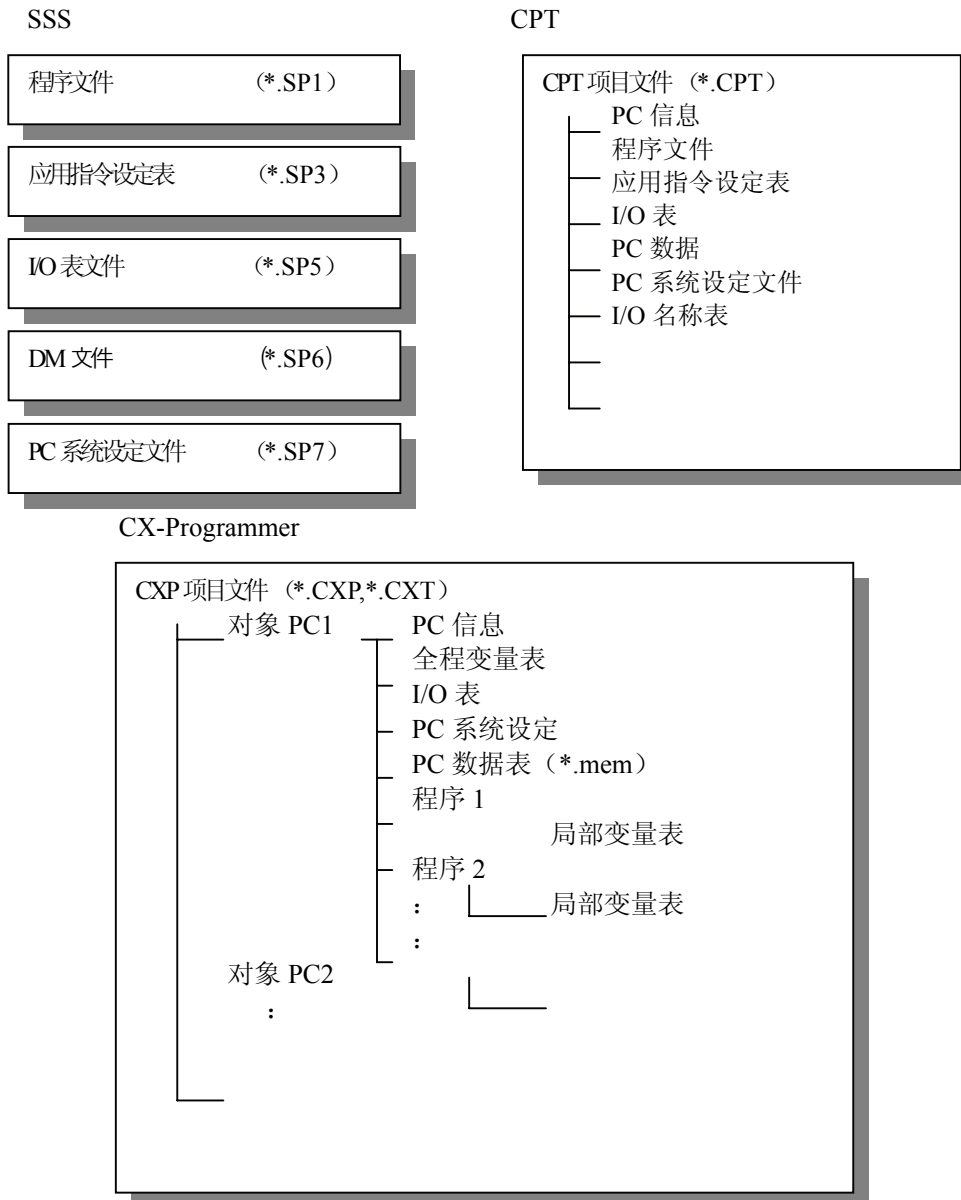 SSS
程序文件 (*.SP1)
应用指令设定表 (*.SP3)
I/O 表文件 (*.SP5)
DM 文件 (*.SP6)
PC 系统设定文件 (*.SP7)
CPT
CPT 项目文件 (*.CPT)
PC 信息
程序文件
应用指令设定表
I/O 表
PC 数据
PC 系统设定文件
I/O 名称表
CX-Programmer
CXP 项目文件 (*.CXP,*.CXT)
对象 PC1 PC 信息
全程变量表
I/O 表
PC 系统设定
PC 数据表(*.mem)
程序 1
局部变量表
程序 2
: 局部变量表
:
对象 PC2
: